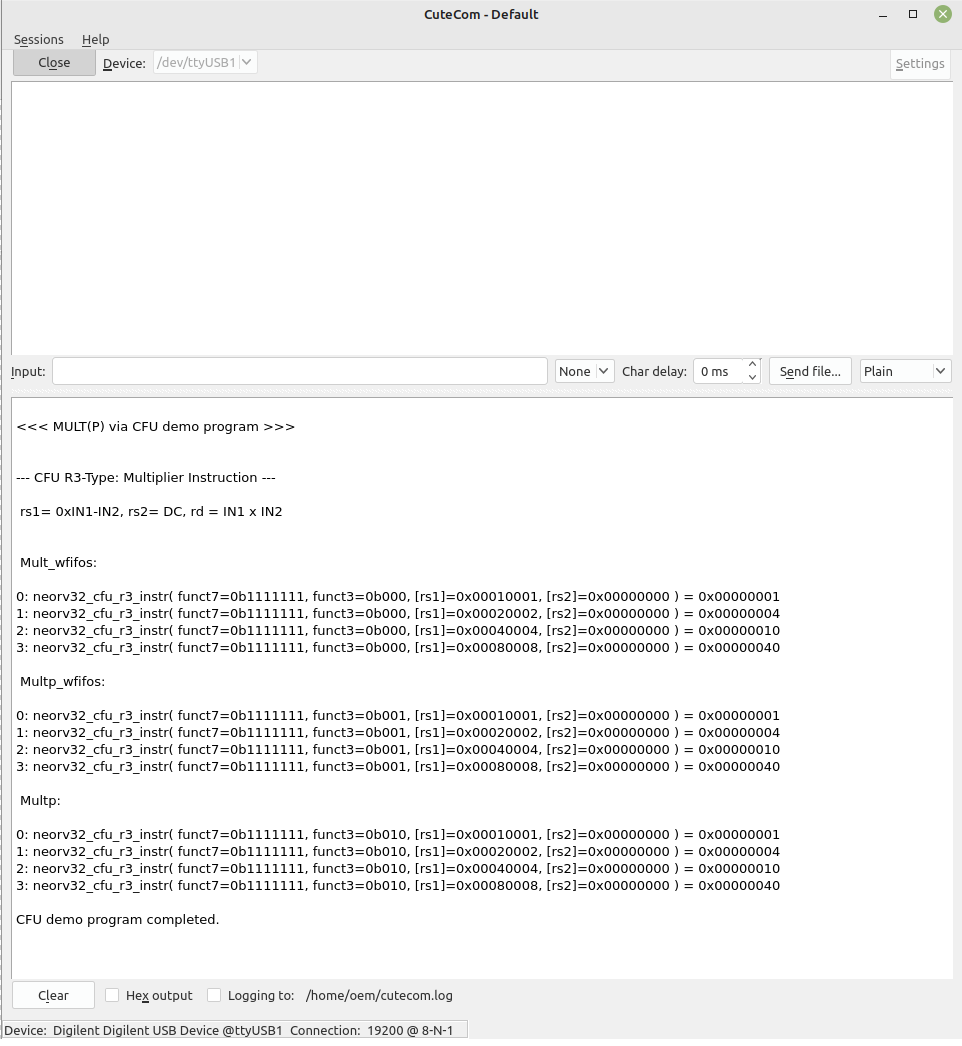 CuteCom - Default
Sessions Help
Close Device: /dev/ttyUSB1 Settings
Input: None Char delay: 0 ms Send file... Plain
<<< MULT(P) via CFU demo program >>>
--- CFU R3-Type: Multiplier Instruction ---
rs1= 0xIN1-IN2, rs2= DC, rd = IN1 x IN2
Mult_wfifos:
0: neorv32_cfu_r3_instr( funct7=0b1111111, funct3=0b000, [rs1]=0x00010001, [rs2]=0x00000000 ) = 0x00000001
1: neorv32_cfu_r3_instr( funct7=0b1111111, funct3=0b000, [rs1]=0x00020002, [rs2]=0x00000000 ) = 0x00000004
2: neorv32_cfu_r3_instr( funct7=0b1111111, funct3=0b000, [rs1]=0x00040004, [rs2]=0x00000000 ) = 0x00000010
3: neorv32_cfu_r3_instr( funct7=0b1111111, funct3=0b000, [rs1]=0x00080008, [rs2]=0x00000000 ) = 0x00000040
Multp_wfifos:
0: neorv32_cfu_r3_instr( funct7=0b1111111, funct3=0b001, [rs1]=0x00010001, [rs2]=0x00000000 ) = 0x00000001
1: neorv32_cfu_r3_instr( funct7=0b1111111, funct3=0b001, [rs1]=0x00020002, [rs2]=0x00000000 ) = 0x00000004
2: neorv32_cfu_r3_instr( funct7=0b1111111, funct3=0b001, [rs1]=0x00040004, [rs2]=0x00000000 ) = 0x00000010
3: neorv32_cfu_r3_instr( funct7=0b1111111, funct3=0b001, [rs1]=0x00080008, [rs2]=0x00000000 ) = 0x00000040
Multp:
0: neorv32_cfu_r3_instr( funct7=0b1111111, funct3=0b010, [rs1]=0x00010001, [rs2]=0x00000000 ) = 0x00000001
1: neorv32_cfu_r3_instr( funct7=0b1111111, funct3=0b010, [rs1]=0x00020002, [rs2]=0x00000000 ) = 0x00000004
2: neorv32_cfu_r3_instr( funct7=0b1111111, funct3=0b010, [rs1]=0x00040004, [rs2]=0x00000000 ) = 0x00000010
3: neorv32_cfu_r3_instr( funct7=0b1111111, funct3=0b010, [rs1]=0x00080008, [rs2]=0x00000000 ) = 0x00000040
CFU demo program completed.
Clear Hex output Logging to: /home/oem/cutecom.log
Device: Digilent Digilent USB Device @ttyUSB1 Connection: 19200 @ 8-N-1